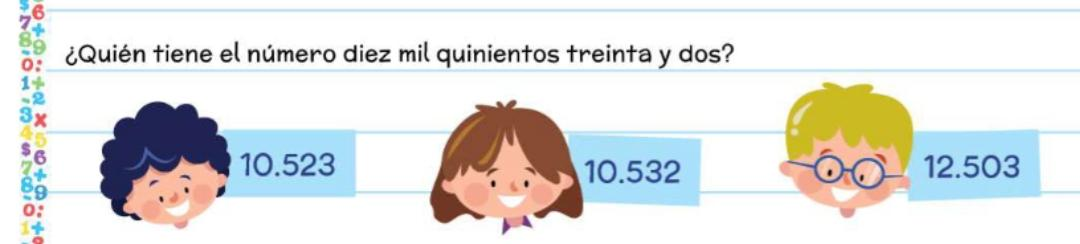 ¿Quién tiene el número diez mil quinientos treinta y dos?
10.523 10.532 12.503